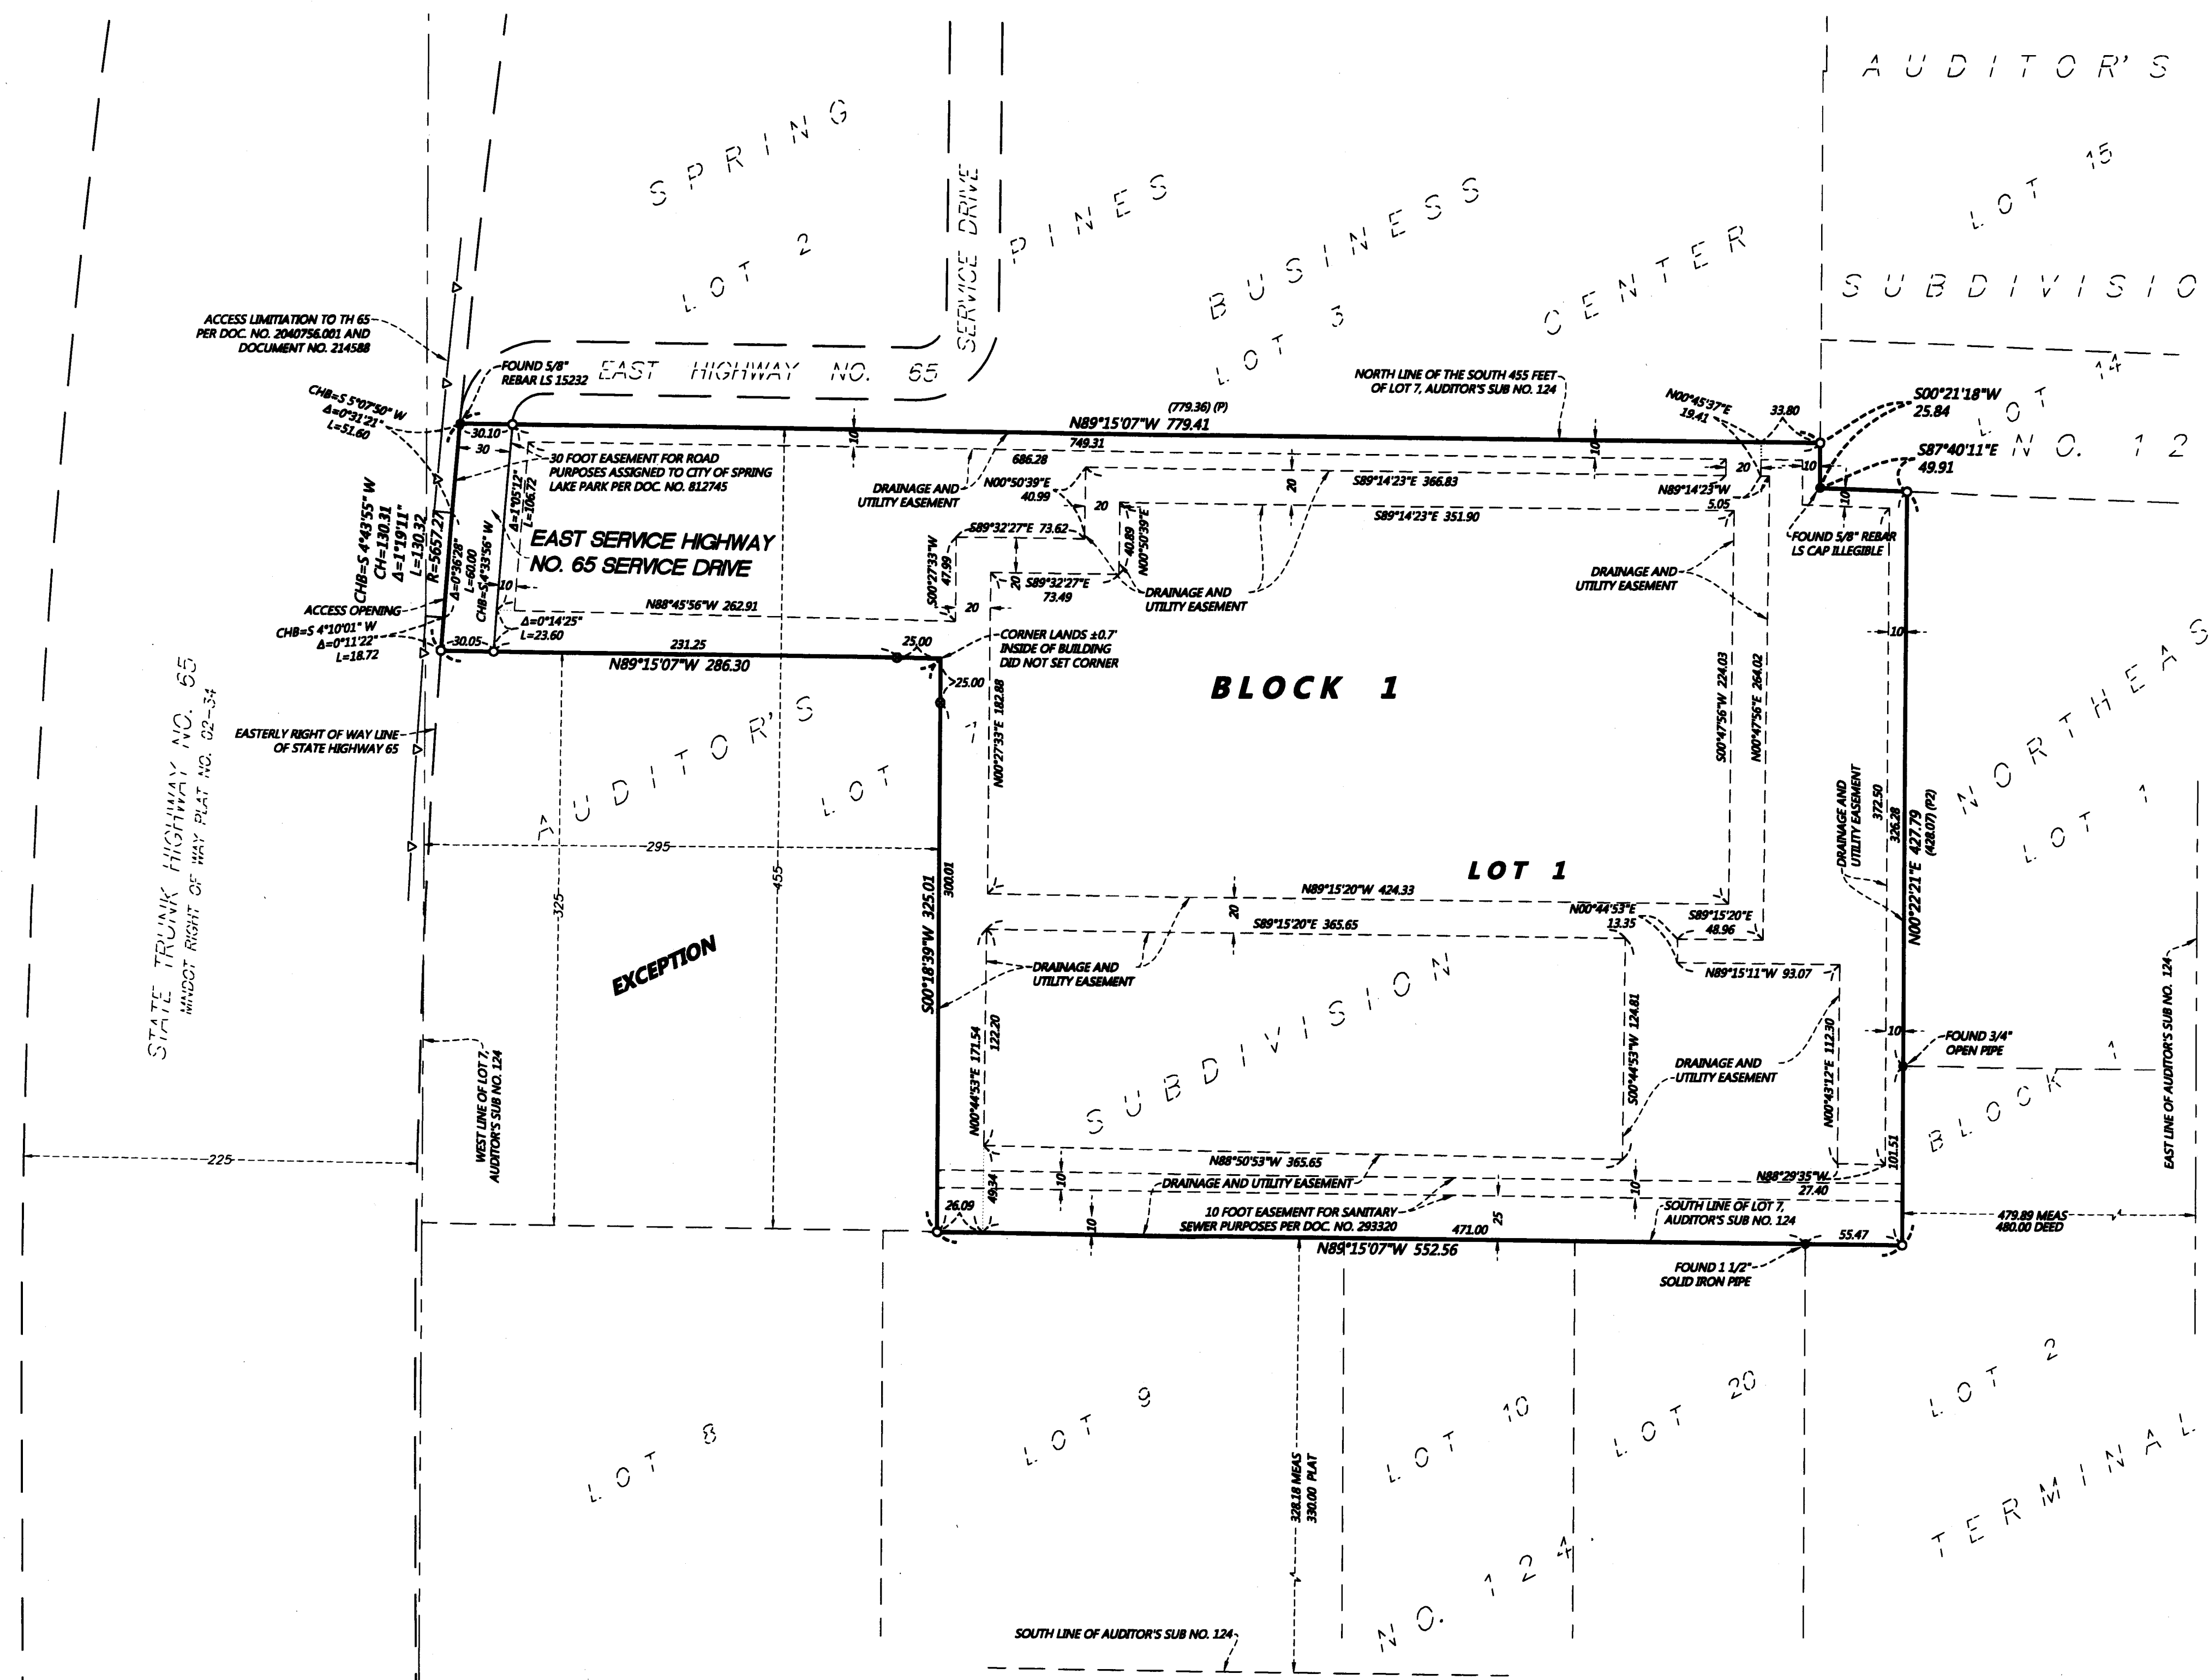 AUDITOR'S
SPRING
LOT 15
LOT 2
SERVICE DRIVE
PINES
BUSINESS
LOT 3
CENTER
SUBDIVISIO
ACCESS LIMITIATION TO TH 65
PER DOC. NO. 2040756.001 AND
DOCUMENT NO. 214588
FOUND 5/8"
REBAR LS 15232
EAST HIGHWAY NO. 65
NORTH LINE OF THE SOUTH 455 FEET
OF LOT 7, AUDITOR'S SUB NO. 124
LOT 14
NO. 12
CHB=S 5°07'50" W
Δ=0°31'21"
L=51.60
(779.36) (P)
N89°15'07"W 779.41
749.31
686.28
N00°45'37"E
19.41
33.80
S00°21'18"W
25.84
S87°40'11"E
49.91
30.10
30
10
10
30 FOOT EASEMENT FOR ROAD
PURPOSES ASSIGNED TO CITY OF SPRING
LAKE PARK PER DOC. NO. 812745
DRAINAGE AND
UTILITY EASEMENT
N00°50'39"E
40.99
20
20
S89°14'23"E 366.83
S89°14'23"E 351.90
N89°14'23"W
5.05
20
10
10
FOUND 5/8" REBAR
LS CAP ILLEGIBLE
Δ=1°05'12"
L=106.72
CHB=S 4°43'55" W
CH=130.31
Δ=1°19'11"
L=130.32
R=5657.27
Δ=0°36'28"
L=60.00
CHB=S 4°33'56" W
EAST SERVICE HIGHWAY
NO. 65 SERVICE DRIVE
10
S89°32'27"E 73.62
S00°27'33"W
47.99
20
S89°32'27"E
73.49
40.89
N00°50'39"E
20
DRAINAGE AND
UTILITY EASEMENT
DRAINAGE AND
UTILITY EASEMENT
ACCESS OPENING
CHB=S 4°10'01" W
Δ=0°11'22"
L=18.72
30.05
N88°45'56"W 262.91
Δ=0°14'25"
L=23.60
231.25
N89°15'07"W 286.30
25.00
25.00
CORNER LANDS ±0.7'
INSIDE OF BUILDING
DID NOT SET CORNER
10
BLOCK 1
N00°27'33"E 182.88
S00°47'56"W 224.03
N00°47'56"E 264.02
EASTERLY RIGHT OF WAY LINE
OF STATE HIGHWAY 65
STATE TRUNK HIGHWAY NO. 65
MNDOT RIGHT OF WAY PLAT NO. 02-34
AUDITOR'S
LOT 7
295
325
455
EXCEPTION
S00°18'39"W 325.01
300.01
LOT 1
DRAINAGE AND
UTILITY EASEMENT
372.50
326.28
N00°22'21"E 427.79
(428.07) (P2)
NORTHEAS
LOT 1
N89°15'20"W 424.33
20
S89°15'20"E 365.65
N00°44'53"E
13.35
S89°15'20"E
48.96
N89°15'11"W 93.07
DRAINAGE AND
UTILITY EASEMENT
SUBDIVISION
N00°44'53"E 171.54
122.20
S00°44'53"W 124.81
DRAINAGE AND
UTILITY EASEMENT
N00°43'12"E 112.30
10
FOUND 3/4"
OPEN PIPE
BLOCK 1
EAST LINE OF AUDITOR'S SUB NO. 124
WEST LINE OF LOT 7,
AUDITOR'S SUB NO. 124
225
N88°50'53"W 365.65
N88°29'35"W
27.40
101.51
DRAINAGE AND UTILITY EASEMENT
10
10
49.34
26.09
10
10 FOOT EASEMENT FOR SANITARY
SEWER PURPOSES PER DOC. NO. 293320
25
471.00
N89°15'07"W 552.56
SOUTH LINE OF LOT 7,
AUDITOR'S SUB NO. 124
55.47
479.89 MEAS
480.00 DEED
FOUND 1 1/2"
SOLID IRON PIPE
LOT 8
LOT 9
LOT 10
LOT 20
LOT 2
TERMINAL
328.18 MEAS
330.00 PLAT
NO. 124
SOUTH LINE OF AUDITOR'S SUB NO. 124